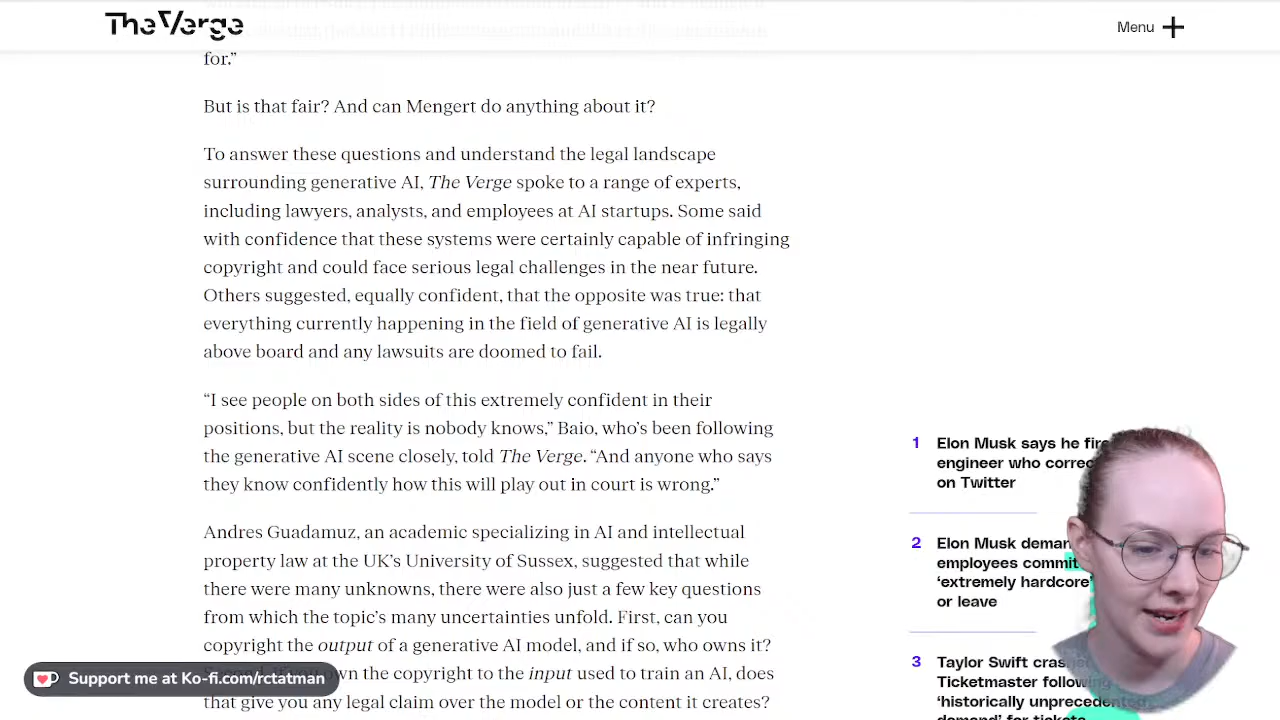 The Verge
Menu
for.”
But is that fair? And can Mengert do anything about it?
To answer these questions and understand the legal landscape
surrounding generative AI, The Verge spoke to a range of experts,
including lawyers, analysts, and employees at AI startups. Some said
with confidence that these systems were certainly capable of infringing
copyright and could face serious legal challenges in the near future.
Others suggested, equally confident, that the opposite was true: that
everything currently happening in the field of generative AI is legally
above board and any lawsuits are doomed to fail.
“I see people on both sides of this extremely confident in their
positions, but the reality is nobody knows,” Baio, who’s been following
the generative AI scene closely, told The Verge. “And anyone who says
they know confidently how this will play out in court is wrong.”
Andres Guadamuz, an academic specializing in AI and intellectual
property law at the UK’s University of Sussex, suggested that while
there were many unknowns, there were also just a few key questions
from which the topic’s many uncertainties unfold. First, can you
copyright the output of a generative AI model, and if so, who owns it?
the copyright to the input used to train an AI, does
that give you any legal claim over the model or the content it creates?
Support me at Ko-fi.com/rctatman
1 Elon Musk says he
engineer who
on Twitter
2 Elon Musk
employees commit
‘extremely hardcore’
or leave
3 Taylor Swift
Ticketmaster following
‘historically unprecedented
demand’ for tickets